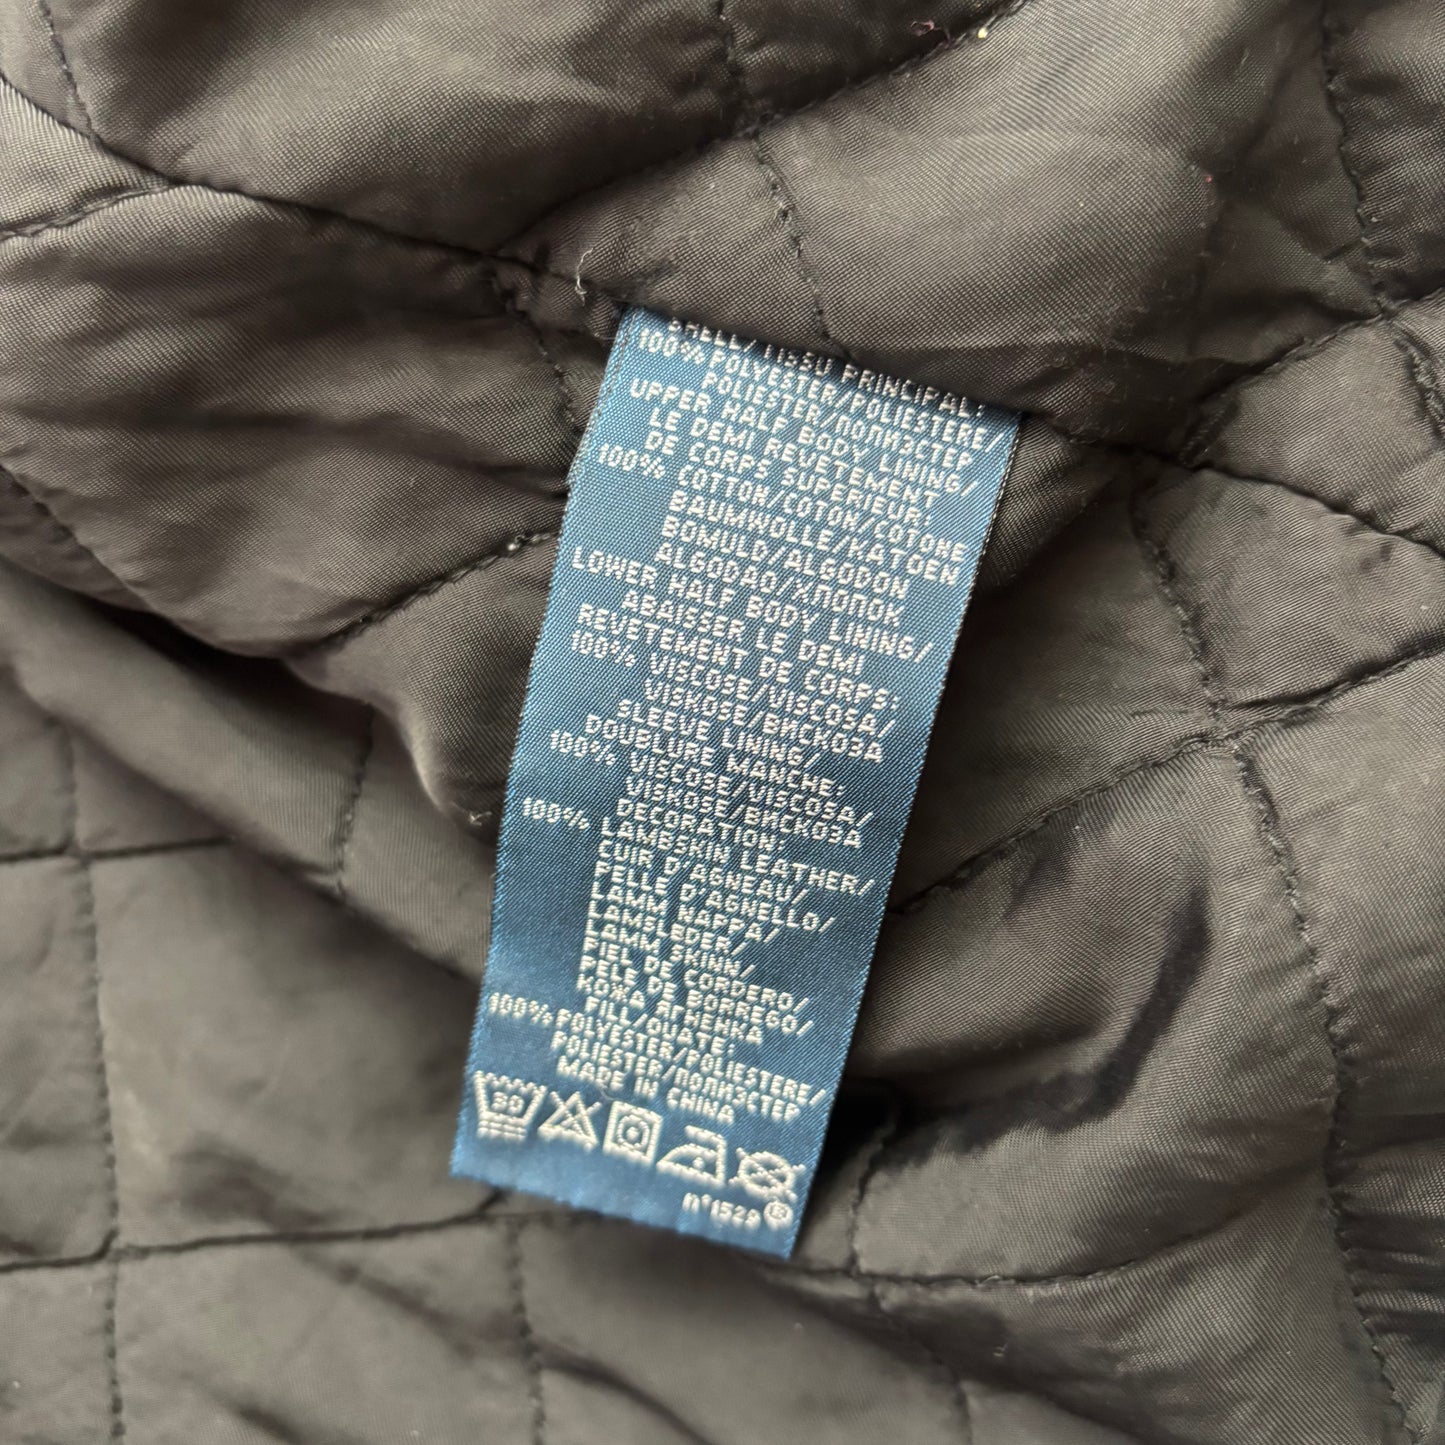 SHELL/TISSU PRINCIPAL:
100% POLYESTER/POLIESTERE/
POLIESTER/ПОЛИЭСТЕР
UPPER HALF BODY LINING/
LE DEMI REVETEMENT
DE CORPS SUPERIEUR:
100% COTTON/COTON/COTONE
BAUMWOLLE/KATOEN
BOMULD/ALGODON
ALGODAO/ХЛОПОК
LOWER HALF BODY LINING/
ABAISSER LE DEMI
REVETEMENT DE CORPS:
100% VISCOSE/VISCOSA/
VISKOSE/ВИСКОЗА
SLEEVE LINING/
DOUBLURE MANCHE:
100% VISCOSE/VISCOSA/
VISKOSE/ВИСКОЗА
DECORATION:
100% LAMBSKIN LEATHER/
CUIR D'AGNEAU/
PELLE D'AGNELLO/
LAMM NAPPA/
LAMSLEDER/
LAMM SKINN/
PIEL DE CORDERO/
PELE DE BORREGO/
КОЖА ЯГНЕНКА
FILL/OUATE:
100% POLYESTER/POLIESTERE/
POLIESTER/ПОЛИЭСТЕР
MADE IN CHINA
30
n°1529 ®